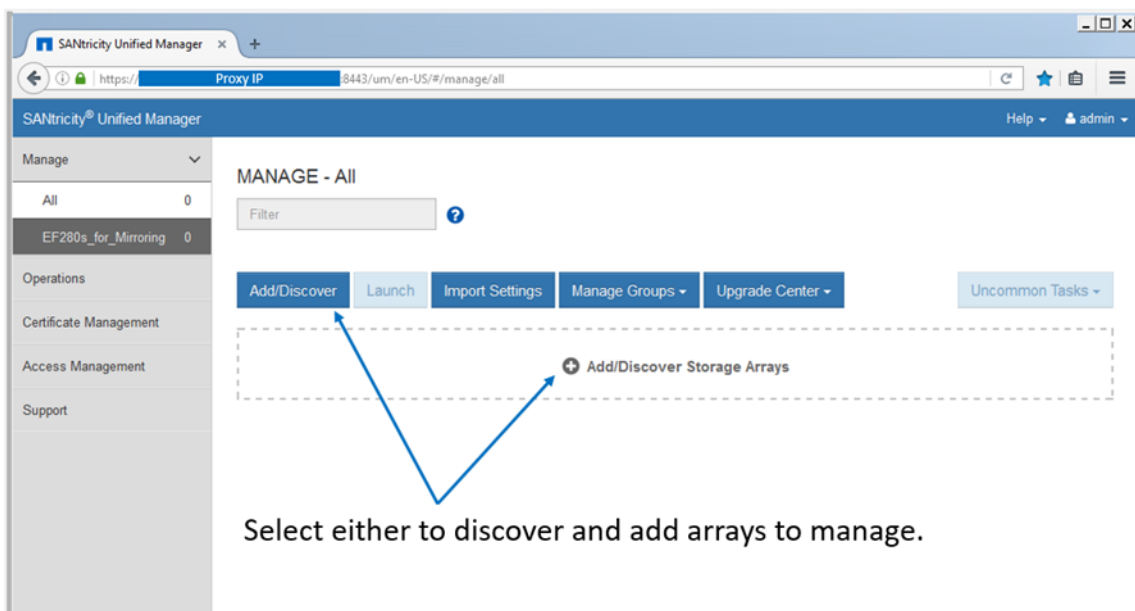 SANtricity Unified Manager
https:// Proxy IP :8443/um/en-US/#/manage/all
SANtricity® Unified Manager
Help
admin
Manage
All 0
EF280s_for_Mirroring 0
Operations
Certificate Management
Access Management
Support
MANAGE - All
Filter
Add/Discover
Launch
Import Settings
Manage Groups
Upgrade Center
Uncommon Tasks
Add/Discover Storage Arrays
Select either to discover and add arrays to manage.